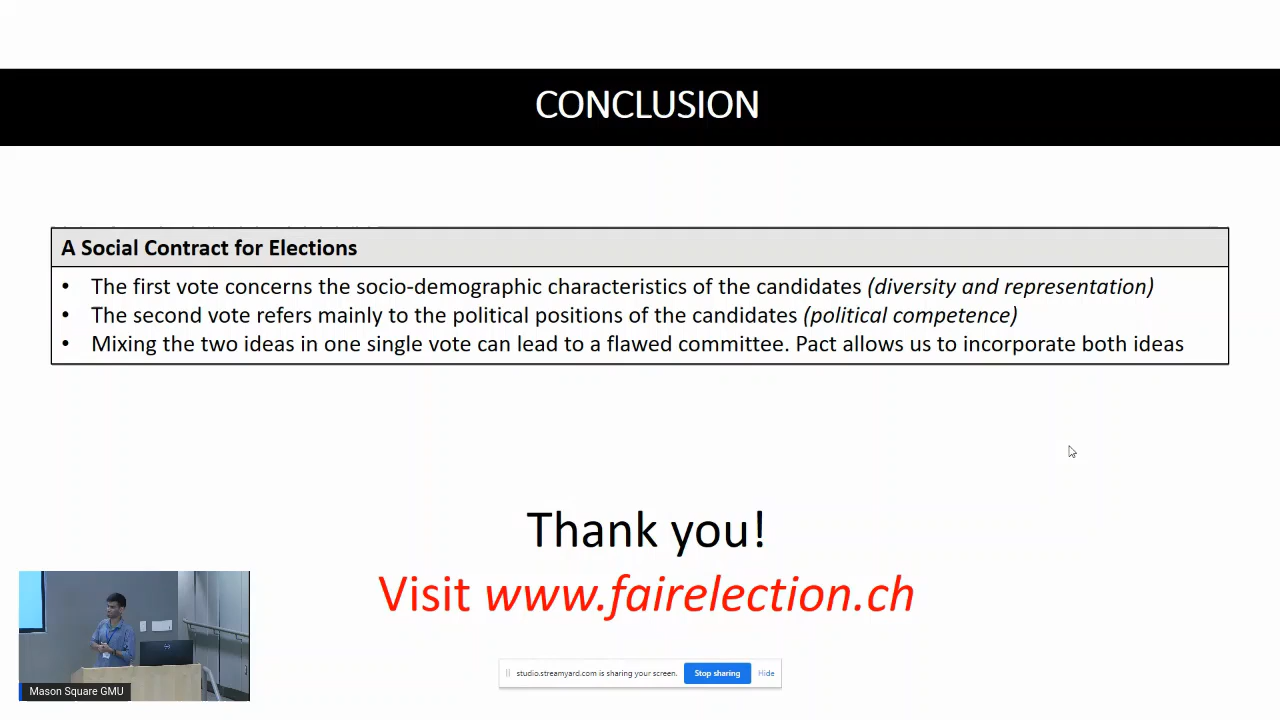 CONCLUSION
A Social Contract for Elections
• The first vote concerns the socio-demographic characteristics of the candidates (diversity and representation)
• The second vote refers mainly to the political positions of the candidates (political competence)
• Mixing the two ideas in one single vote can lead to a flawed committee. Pact allows us to incorporate both ideas
Thank you!
Visit www.fairelection.ch
studio.streamyard.com is sharing your screen. Stop sharing Hide
Mason Square GMU